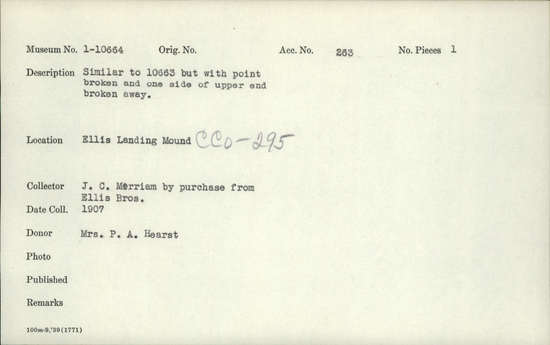 Museum No. 1-10664 Orig. No. Acc. No. 263 No. Pieces 1
Description Similar to 10663 but with point
broken and one side of upper end
broken away.
Location Ellis Landing Mound CCo-295
Collector J. C. Merriam by purchase from
Ellis Bros.
Date Coll. 1907
Donor Mrs. P. A. Hearst
Photo
Published
Remarks
100m-9,'39(1771)